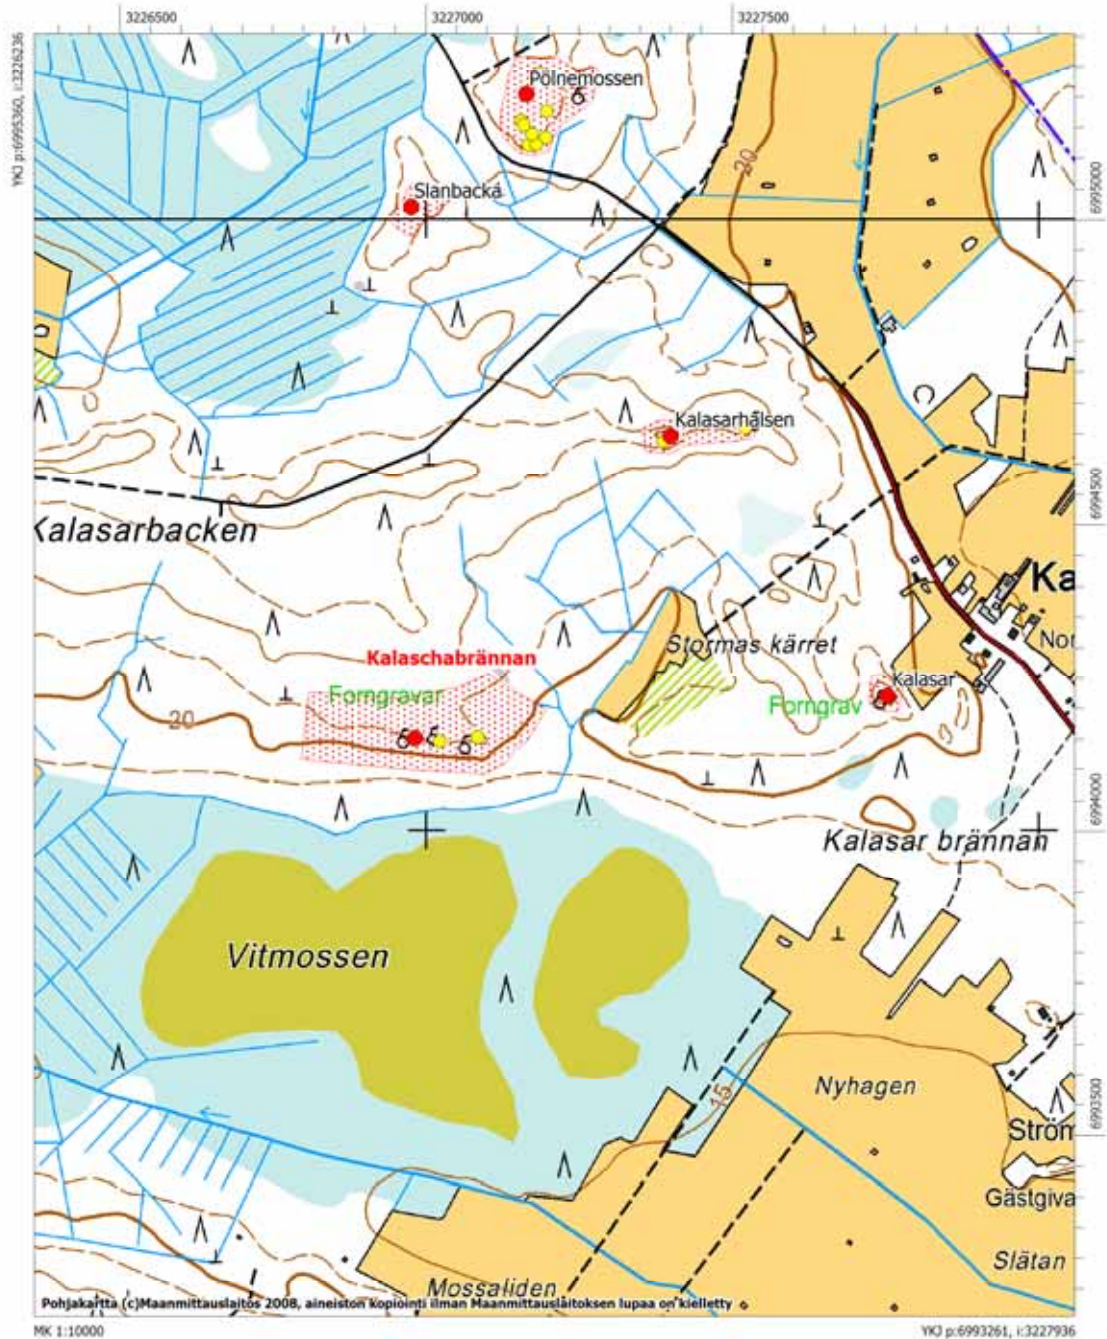 3226500
3227000
3227500
YKJ p:6995360, i:3226236
Pölnemossen
20
Slanbacka
6995000
Kalasarhälsen
6994500
Kalasarbacken
Ka
Stormas kärret
Nor
Kalaschabrännan
Kalasar
Forngravar
Forngrav
20
6994000
Kalasar brännan
Vitmossen
Nyhagen
15
6993500
Ström
Gästgiva
Slätan
Mossaliden
Pohjakartta (c)Maanmittauslaitos 2008, aineiston kopiointi ilman Maanmittauslaitoksen lupaa on kielletty
MK 1:10000
YKJ p:6993261, i:3227936